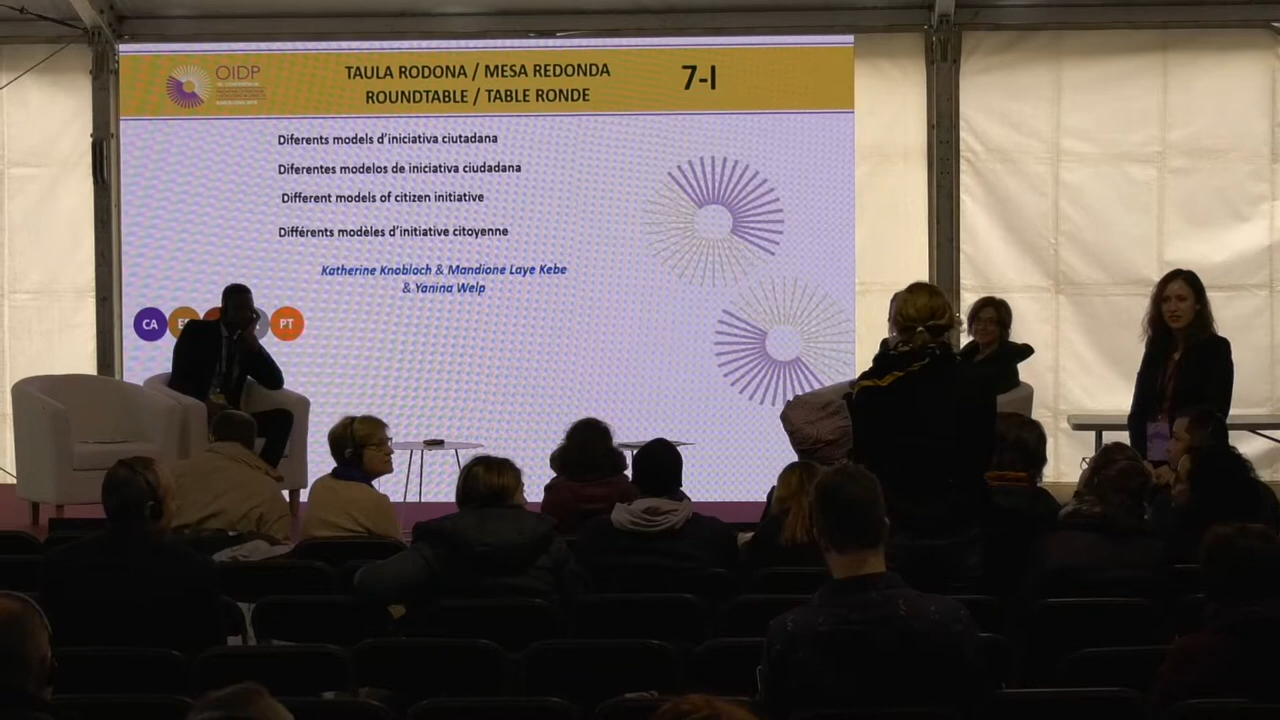 OIDP
TAULA RODONA / MESA REDONDA
ROUNDTABLE / TABLE RONDE
7-I
Diferents models d'iniciativa ciutadana
Diferentes modelos de iniciativa ciudadana
Different models of citizen initiative
Différents modèles d'initiative citoyenne
Katherine Knobloch & Mandione Laye Kebe
& Yanina Welp
CA
PT